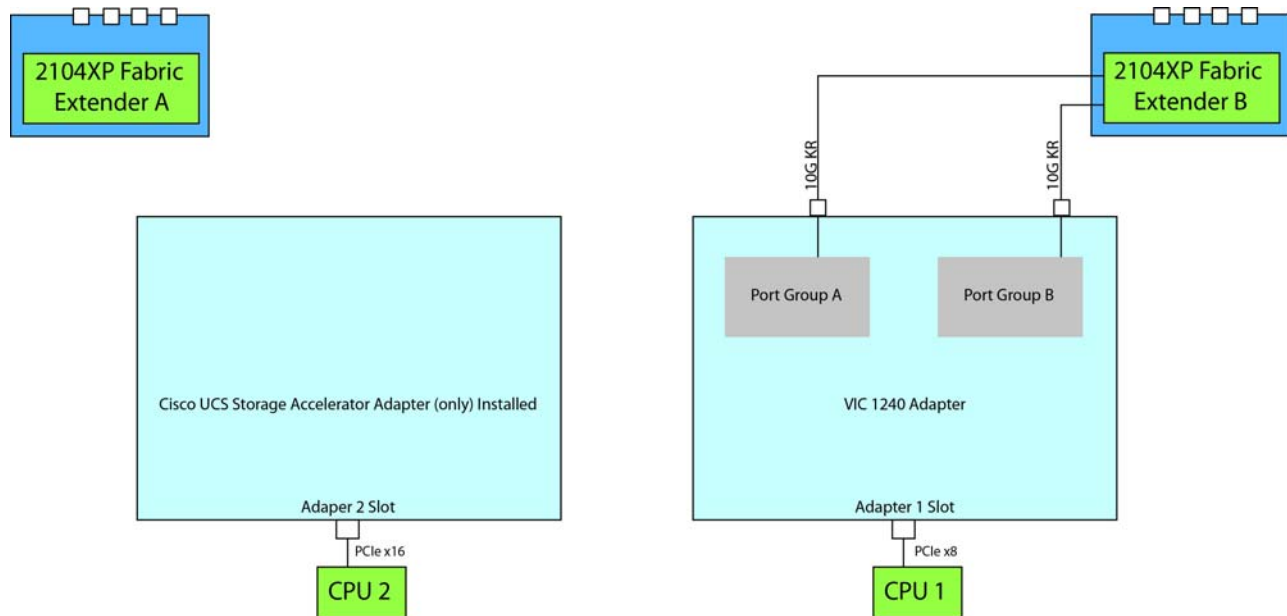 2104XP Fabric
Extender A
2104XP Fabric
Extender B
10G KR
10G KR
Port Group A
Port Group B
Cisco UCS Storage Accelerator Adapter (only) Installed
VIC 1240 Adapter
Adaper 2 Slot
Adapter 1 Slot
PCIe x16
PCIe x8
CPU 2
CPU 1